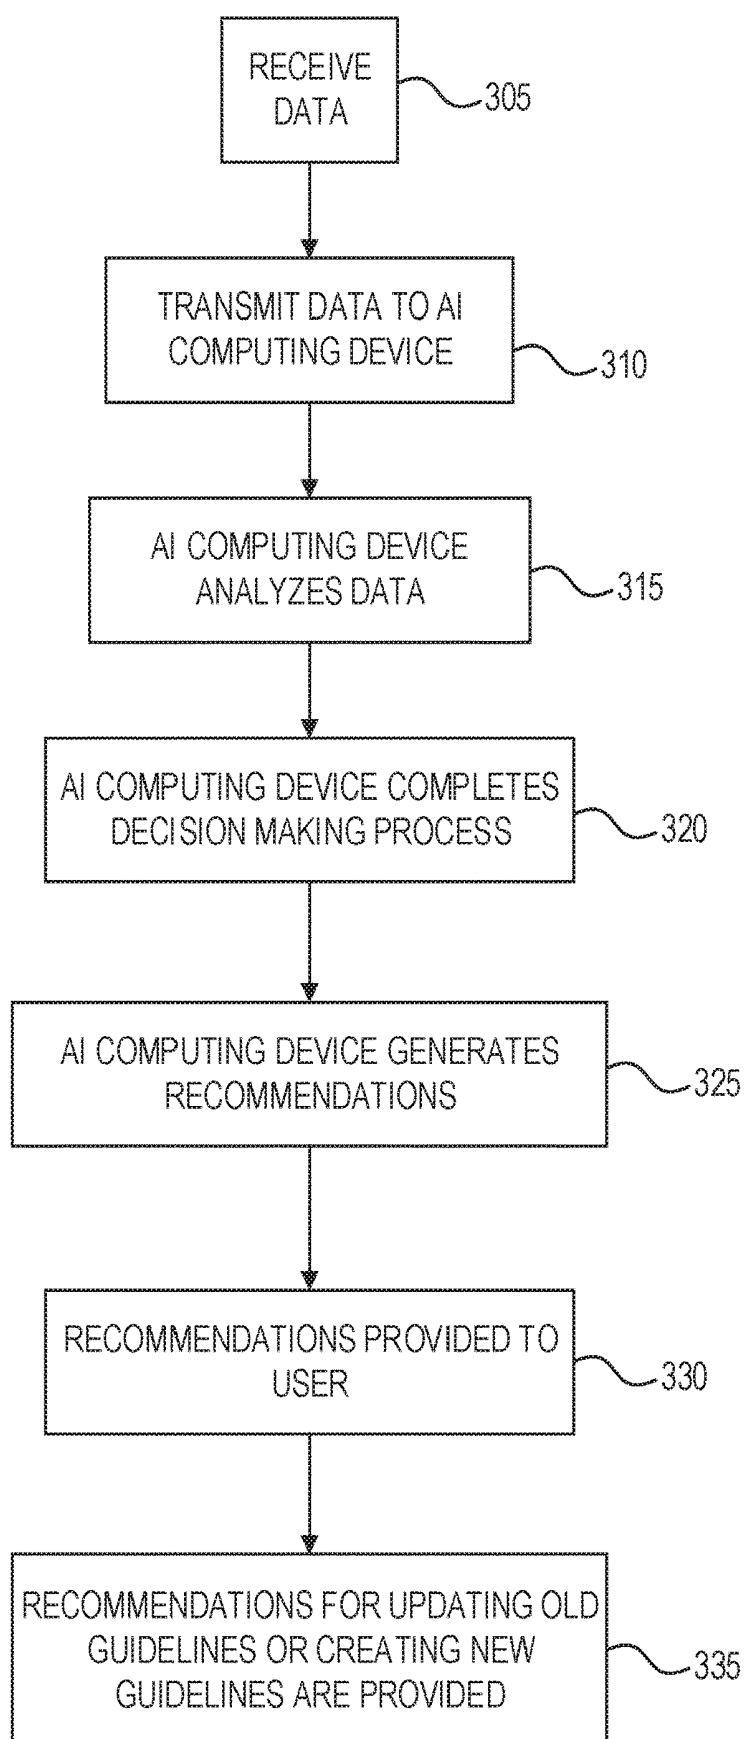 RECEIVE
DATA
305
TRANSMIT DATA TO AI
COMPUTING DEVICE
310
AI COMPUTING DEVICE
ANALYZES DATA
315
AI COMPUTING DEVICE COMPLETES
DECISION MAKING PROCESS
320
AI COMPUTING DEVICE GENERATES
RECOMMENDATIONS
325
RECOMMENDATIONS PROVIDED TO
USER
330
RECOMMENDATIONS FOR UPDATING OLD
GUIDELINES OR CREATING NEW
GUIDELINES ARE PROVIDED
335